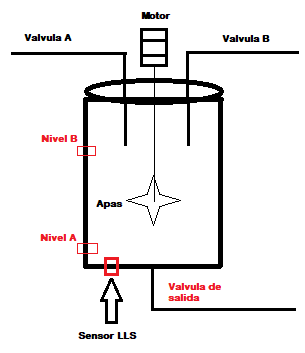 Motor
Valvula A
Valvula B
Nivel B
Apas
Nivel A
Valvula de
salida
Sensor LLS